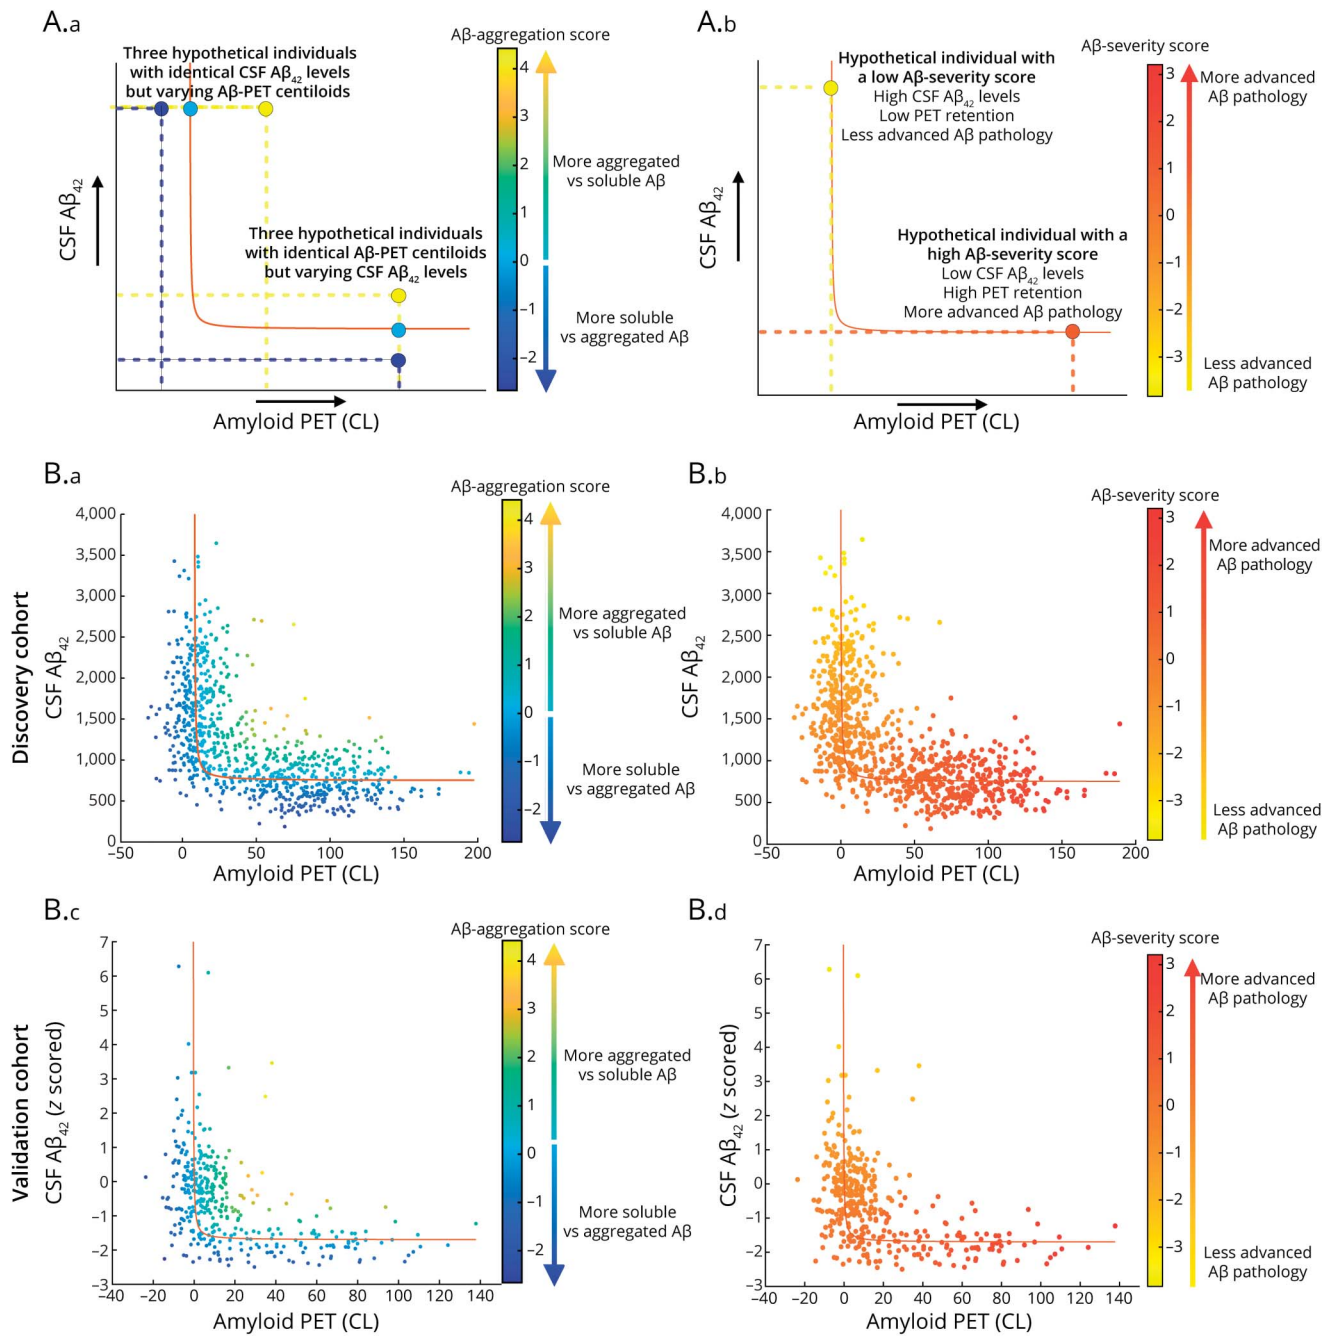 A.a
Three hypothetical individuals
with identical CSF Aβ42 levels
but varying Aβ-PET centiloids
Three hypothetical individuals
with identical Aβ-PET centiloids
but varying CSF Aβ42 levels
CSF Aβ42
Amyloid PET (CL)
Aβ-aggregation score
4
3
2
1
0
−1
−2
More aggregated
vs soluble Aβ
More soluble
vs aggregated Aβ
A.b
Hypothetical individual with
a low Aβ-severity score
High CSF Aβ42 levels
Low PET retention
Less advanced Aβ pathology
Hypothetical individual with a
high Aβ-severity score
Low CSF Aβ42 levels
High PET retention
More advanced Aβ pathology
CSF Aβ42
Amyloid PET (CL)
Aβ-severity score
3
2
1
0
−1
−2
−3
More advanced
Aβ pathology
Less advanced
Aβ pathology
Discovery cohort
B.a
CSF Aβ42
4,000
3,500
3,000
2,500
2,000
1,500
1,000
500
0
−50 0 50 100 150 200
Amyloid PET (CL)
Aβ-aggregation score
4
3
2
1
0
−1
−2
More aggregated
vs soluble Aβ
More soluble
vs aggregated Aβ
B.b
CSF Aβ42
4,000
3,500
3,000
2,500
2,000
1,500
1,000
500
0
−50 0 50 100 150 200
Amyloid PET (CL)
Aβ-severity score
3
2
1
0
−1
−2
−3
More advanced
Aβ pathology
Less advanced
Aβ pathology
Validation cohort
B.c
CSF Aβ42 (z scored)
7
6
5
4
3
2
1
0
−1
−2
−3
−40 −20 0 20 40 60 80 100 120 140
Amyloid PET (CL)
Aβ-aggregation score
4
3
2
1
0
−1
−2
More aggregated
vs soluble Aβ
More soluble
vs aggregated Aβ
B.d
CSF Aβ42 (z scored)
7
6
5
4
3
2
1
0
−1
−2
−3
−40 −20 0 20 40 60 80 100 120 140
Amyloid PET (CL)
Aβ-severity score
3
2
1
0
−1
−2
−3
More advanced
Aβ pathology
Less advanced
Aβ pathology